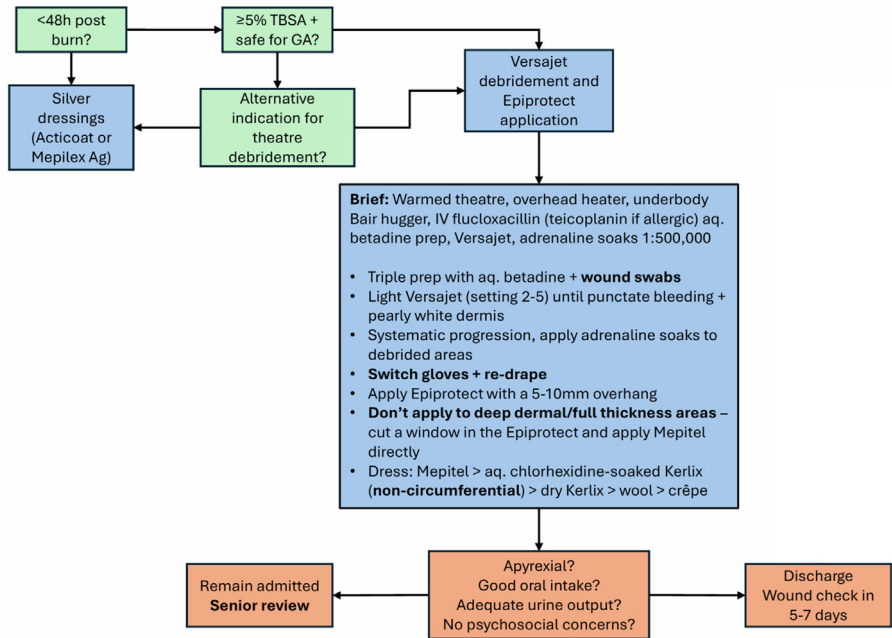 <48h post
burn?
≥5% TBSA +
safe for GA?
Versajet
debridement and
Epiprotect
application
Silver
dressings
(Acticoat or
Mepilex Ag)
Alternative
indication for
theatre
debridement?
Brief: Warmed theatre, overhead heater, underbody
Bair hugger, IV flucloxacillin (teicoplanin if allergic) aq.
betadine prep, Versajet, adrenaline soaks 1:500,000
• Triple prep with aq. betadine + wound swabs
• Light Versajet (setting 2-5) until punctate bleeding +
pearly white dermis
• Systematic progression, apply adrenaline soaks to
debrided areas
• Switch gloves + re-drape
• Apply Epiprotect with a 5-10mm overhang
• Don’t apply to deep dermal/full thickness areas –
cut a window in the Epiprotect and apply Mepitel
directly
• Dress: Mepitel > aq. chlorhexidine-soaked Kerlix
(non-circumferential) > dry Kerlix > wool > crêpe
Remain admitted
Senior review
Apyrexial?
Good oral intake?
Adequate urine output?
No psychosocial concerns?
Discharge
Wound check in
5-7 days